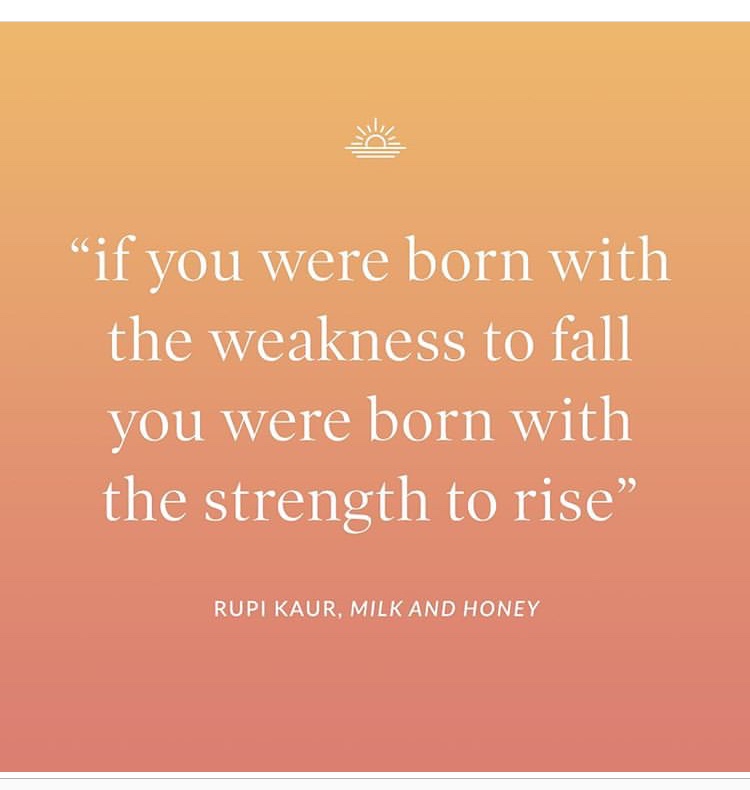 “if you were born with
the weakness to fall
you were born with
the strength to rise”
RUPI KAUR, MILK AND HONEY